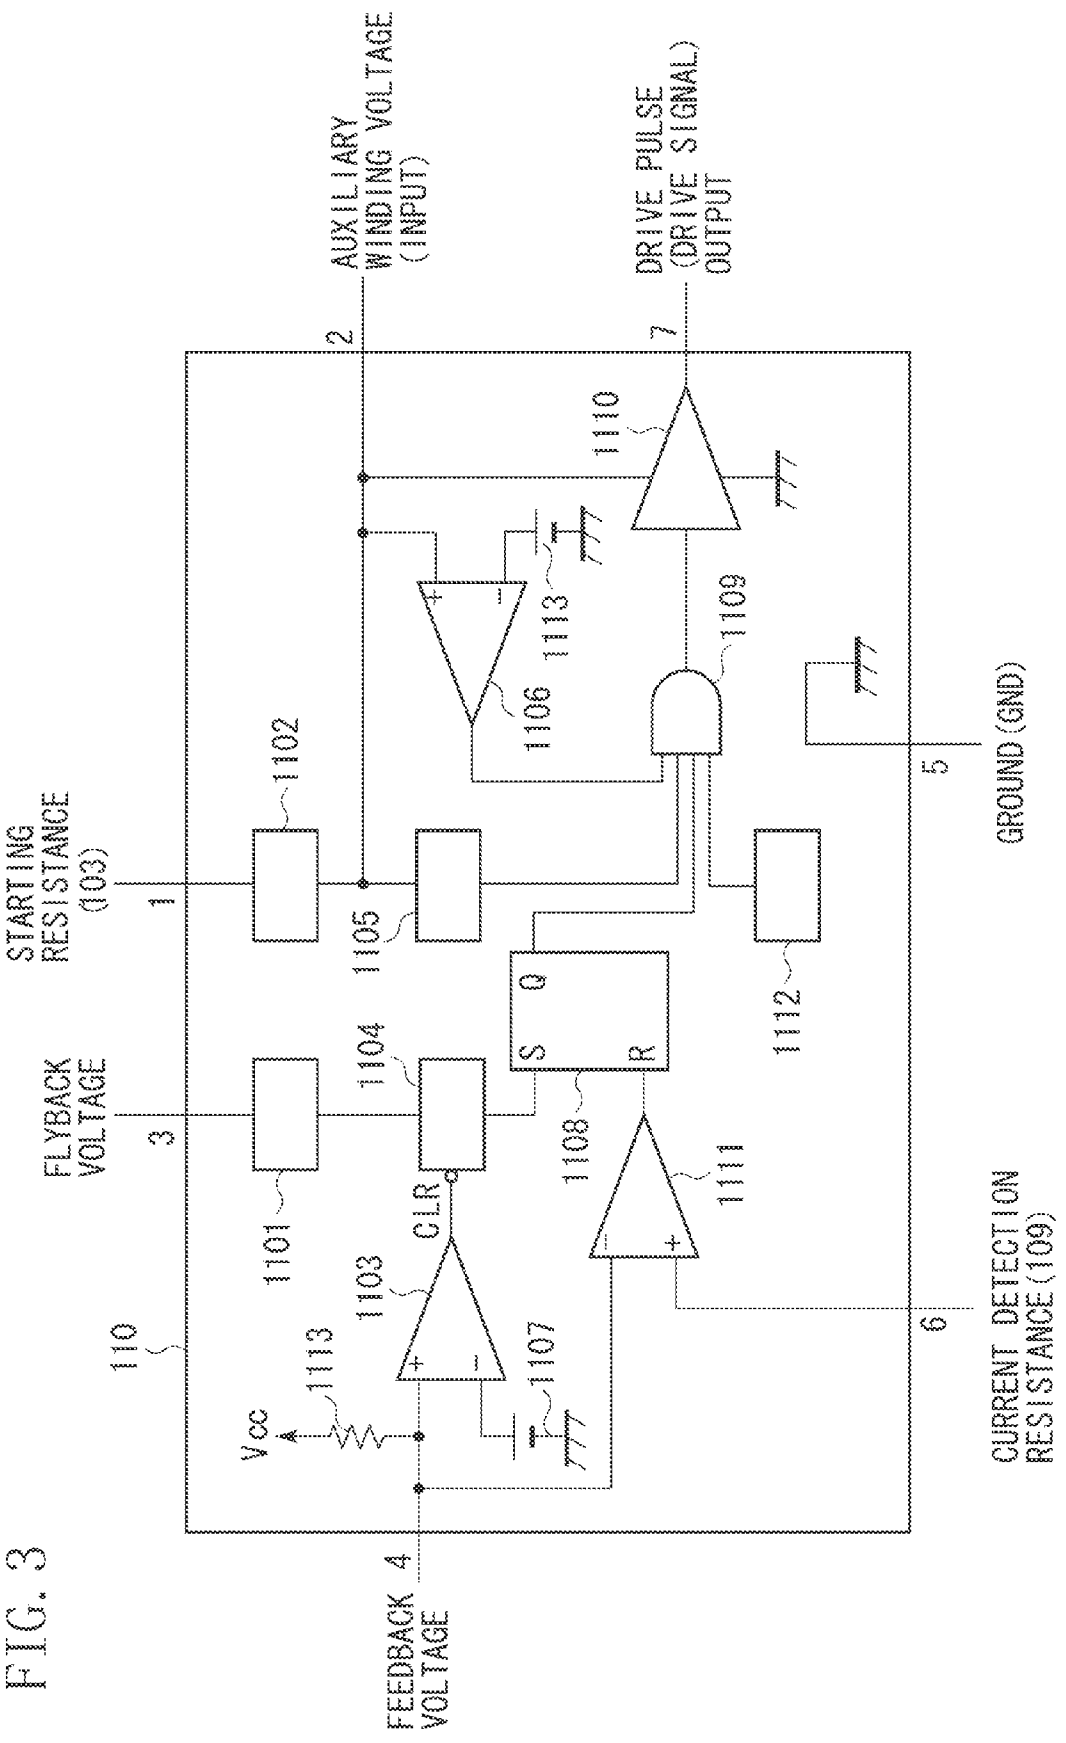 FIG. 3
110
FLYBACK
VOLTAGE
3
STARTING
RESISTANCE
(103)
1
1101
1102
Vcc
1113
1103
CLR
1104
1105
2
AUXILIARY
WINDING VOLTAGE
(INPUT)
4
FEEDBACK
VOLTAGE
+
−
1107
S
Q
R
1108
+
−
1106
1113
1110
7
DRIVE PULSE
(DRIVE SIGNAL)
OUTPUT
−
+
1111
1112
1109
6
CURRENT DETECTION
RESISTANCE(109)
5
GROUND(GND)